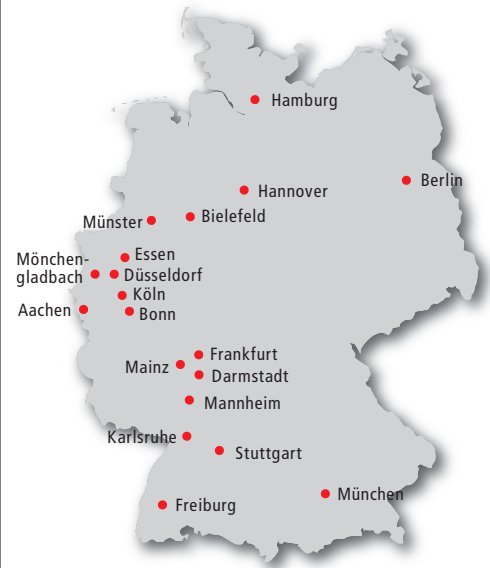 Hamburg
Berlin
Hannover
Bielefeld
Münster
Essen
Mönchen-
gladbach
Düsseldorf
Köln
Aachen
Bonn
Frankfurt
Mainz
Darmstadt
Mannheim
Karlsruhe
Stuttgart
München
Freiburg